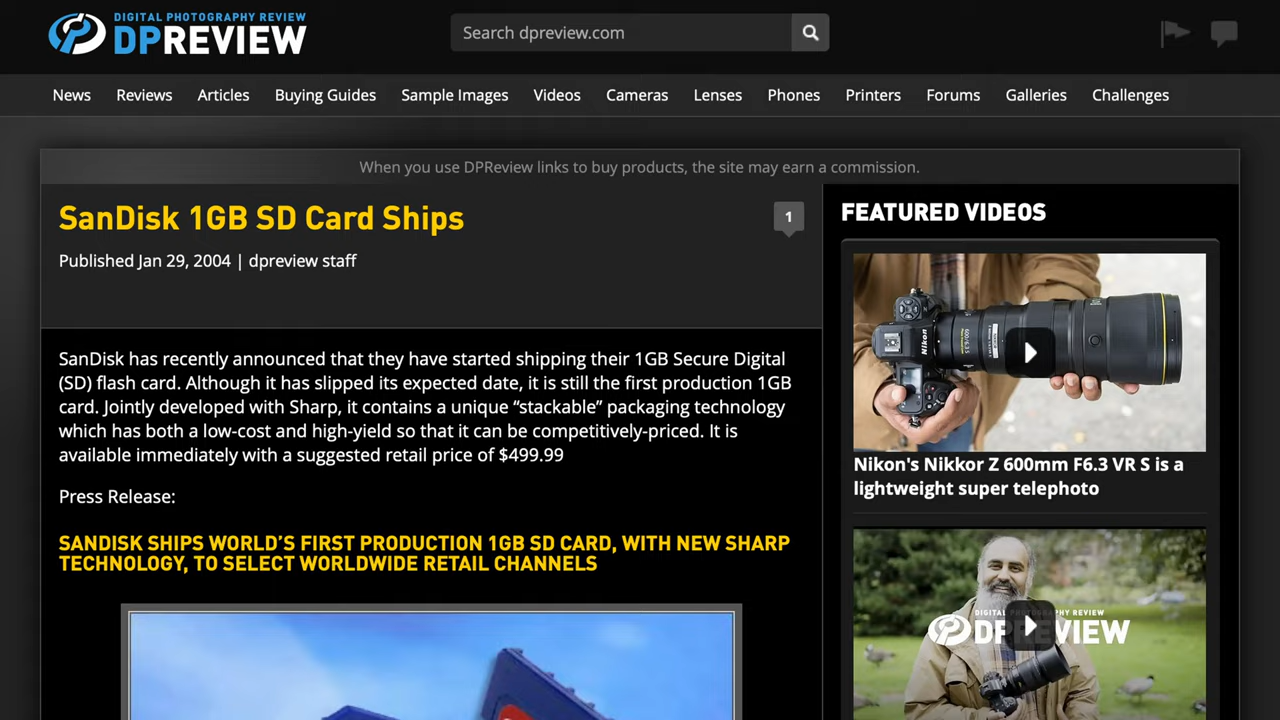 DIGITAL PHOTOGRAPHY REVIEW
DPREVIEW
Search dpreview.com
News Reviews Articles Buying Guides Sample Images Videos Cameras Lenses Phones Printers Forums Galleries Challenges
When you use DPReview links to buy products, the site may earn a commission.
SanDisk 1GB SD Card Ships
1
Published Jan 29, 2004 | dpreview staff
SanDisk has recently announced that they have started shipping their 1GB Secure Digital
(SD) flash card. Although it has slipped its expected date, it is still the first production 1GB
card. Jointly developed with Sharp, it contains a unique “stackable” packaging technology
which has both a low-cost and high-yield so that it can be competitively-priced. It is
available immediately with a suggested retail price of $499.99
Press Release:
SANDISK SHIPS WORLD’S FIRST PRODUCTION 1GB SD CARD, WITH NEW SHARP
TECHNOLOGY, TO SELECT WORLDWIDE RETAIL CHANNELS
FEATURED VIDEOS
Nikon
Nikon's Nikkor Z 600mm F6.3 VR S is a
lightweight super telephoto